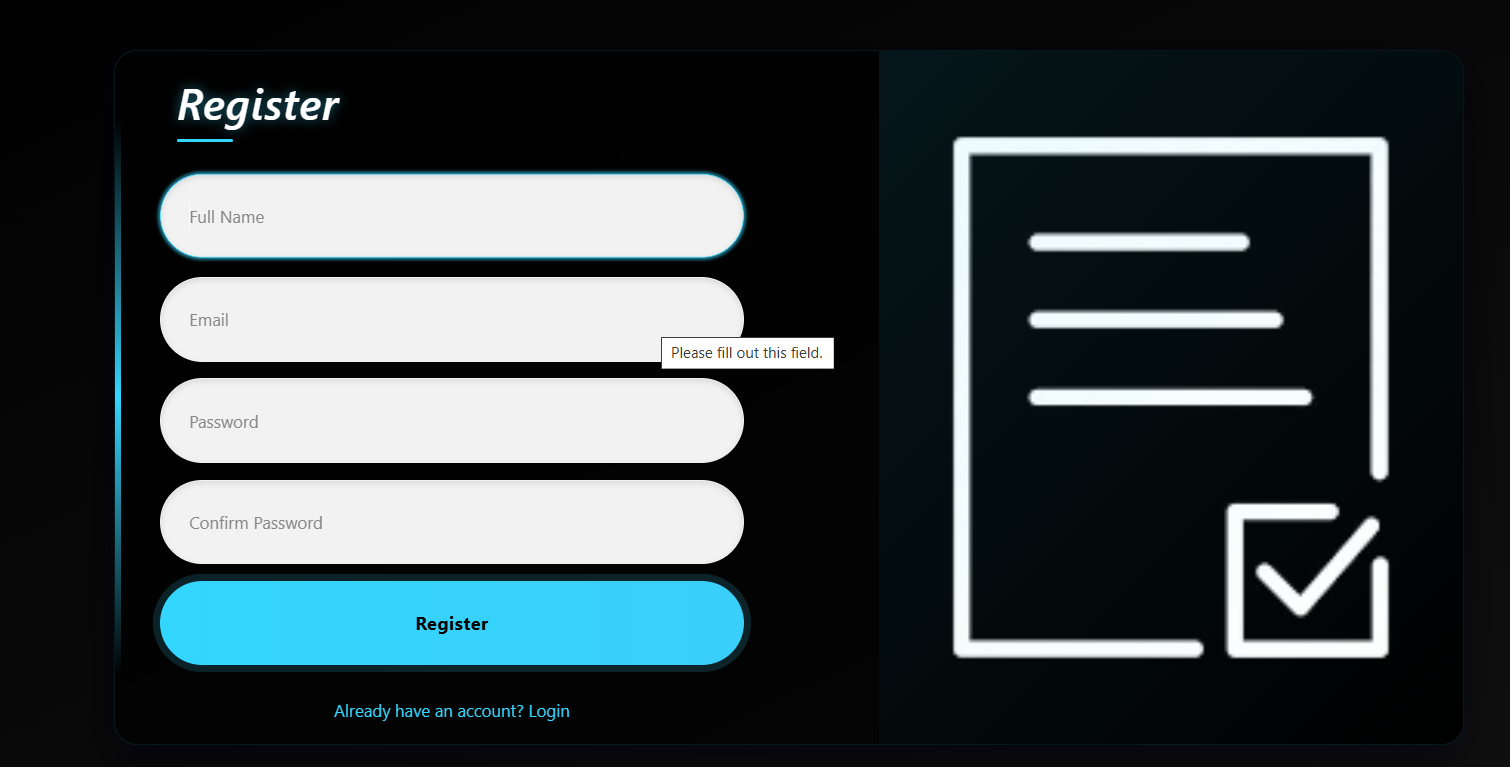 Register
Full Name
Email
Please fill out this field.
Password
Confirm Password
Register
Already have an account? Login